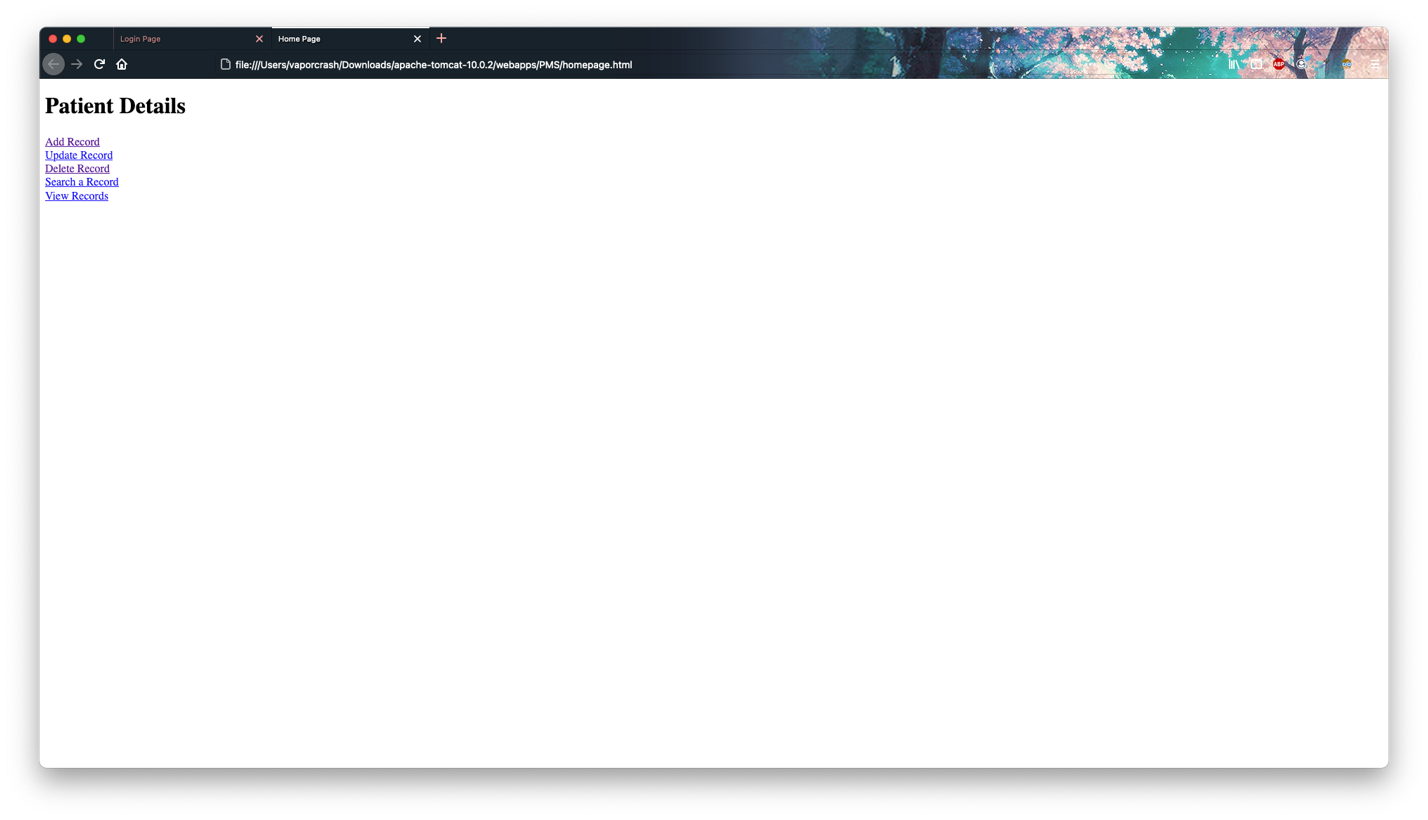 Login Page
Home Page
file:///Users/vaporcrash/Downloads/apache-tomcat-10.0.2/webapps/PMS/homepage.html
ABP
Patient Details
Add Record
Update Record
Delete Record
Search a Record
View Records